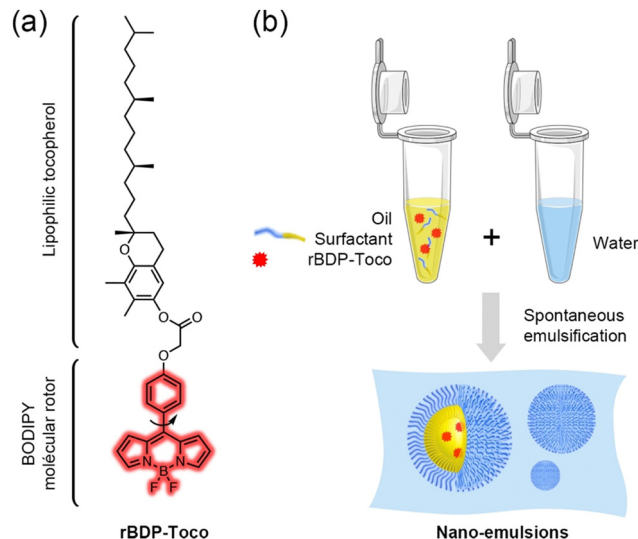 (a)
Lipophilic tocopherol
O
O
O
O
BODIPY
molecular rotor
N
B
N
F
F
rBDP-Toco
(b)
Oil
Surfactant
rBDP-Toco
+
Water
Spontaneous
emulsification
Nano-emulsions